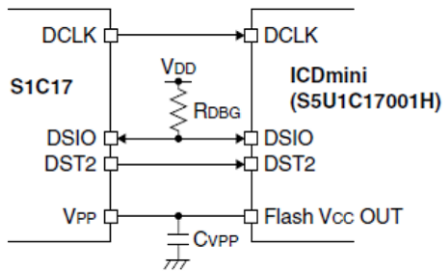 DCLK
DCLK
VDD
S1C17
ICDmini
(S5U1C17001H)
RDBG
DSIO
DSIO
DST2
DST2
VPP
Flash VCC OUT
CVPP